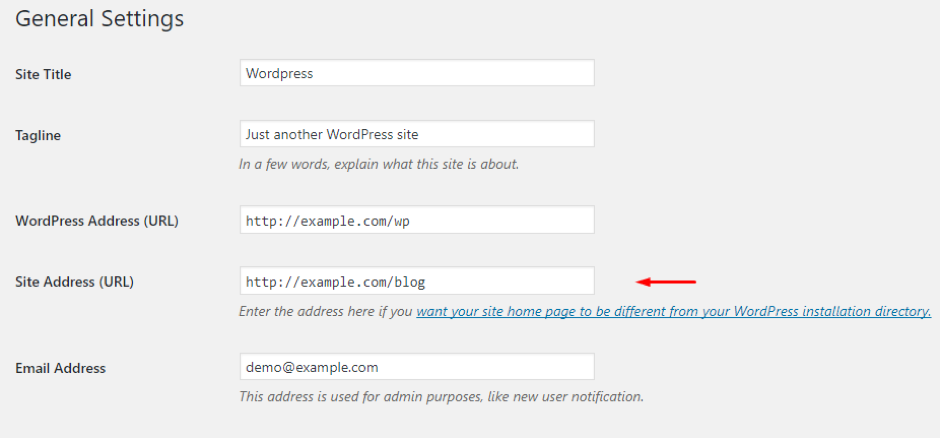 General Settings
Site Title
Wordpress
Tagline
Just another WordPress site
In a few words, explain what this site is about.
WordPress Address (URL)
http://example.com/wp
Site Address (URL)
http://example.com/blog
Enter the address here if you want your site home page to be different from your WordPress installation directory.
Email Address
demo@example.com
This address is used for admin purposes, like new user notification.